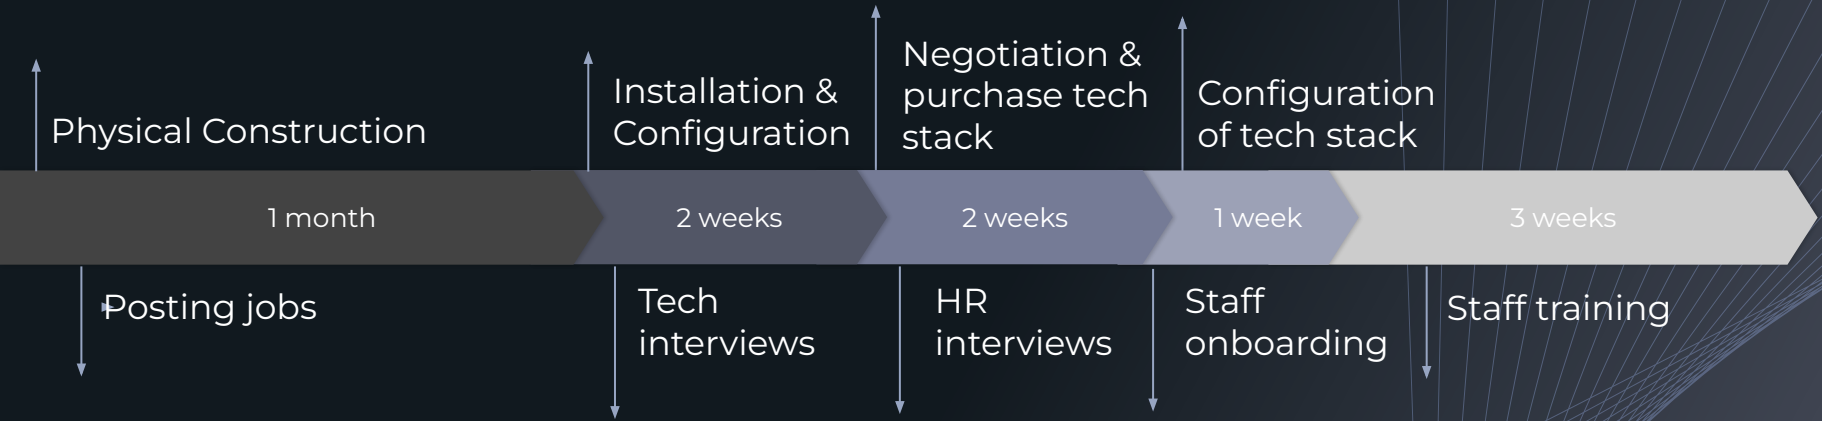 Physical Construction
Installation &
Configuration
Negotiation &
purchase tech
stack
Configuration
of tech stack
1 month
2 weeks
2 weeks
1 week
3 weeks
Posting jobs
Tech
interviews
HR
interviews
Staff
onboarding
Staff training